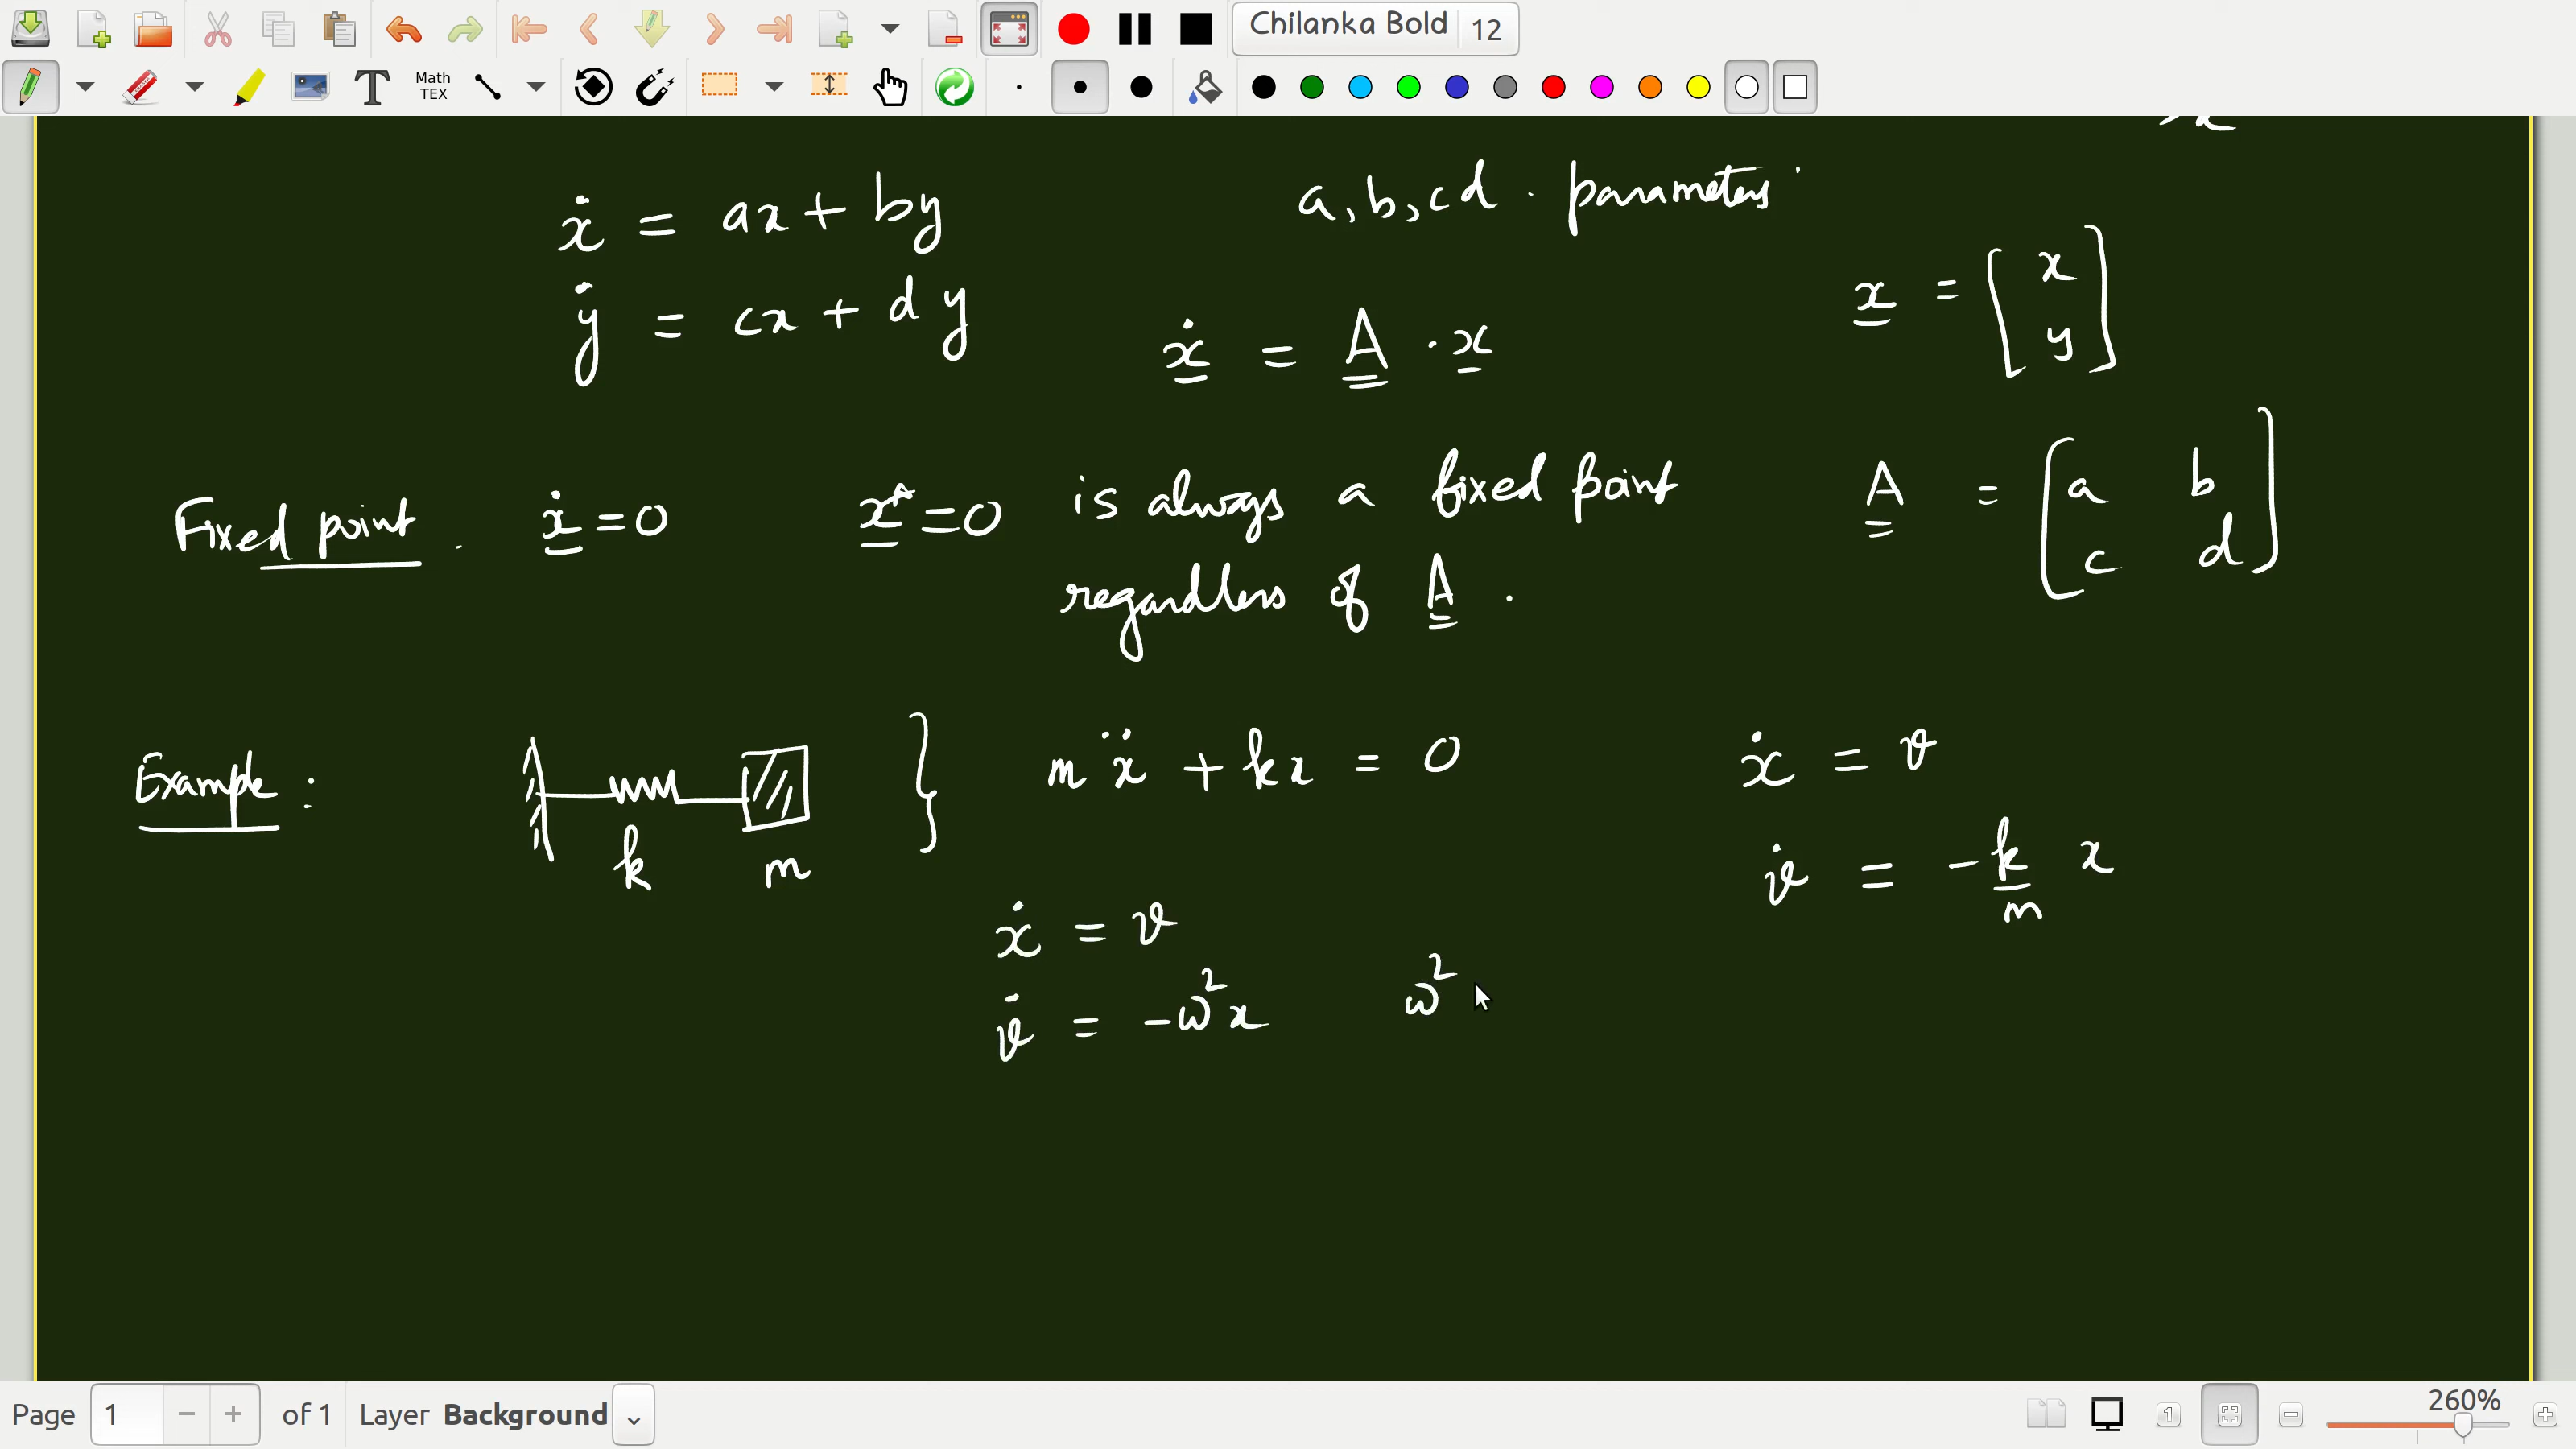 Chilanka Bold 12
Math TEX
ẋ = ax + by
a, b, c d . parameters .
ẏ = cx + d y
ẋ = A · x
x = [ x y ]
Fixed point . ẋ = 0 x* = 0 is always a fixed point
regardless of A .
A = [ a b c d ]
Example : k m } m ẍ + kx = 0
ẋ = v
v̇ = - k/m x
ẋ = v
v̇ = - ω² x ω²
Page 1 of 1 Layer Background 260%